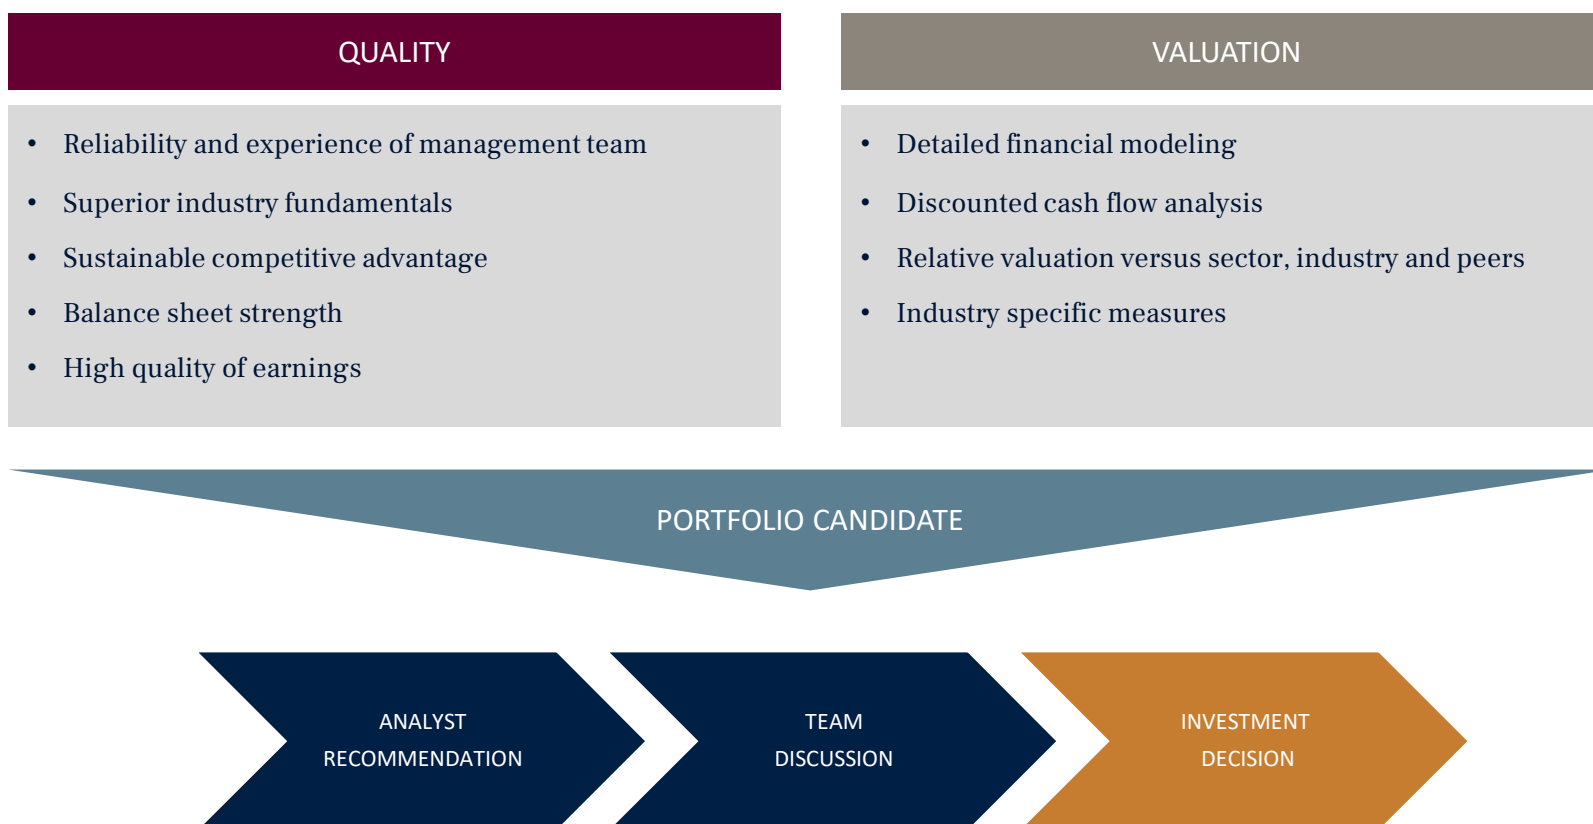 QUALITY
• Reliability and experience of management team
• Superior industry fundamentals
• Sustainable competitive advantage
• Balance sheet strength
• High quality of earnings
VALUATION
• Detailed financial modeling
• Discounted cash flow analysis
• Relative valuation versus sector, industry and peers
• Industry specific measures
PORTFOLIO CANDIDATE
ANALYST
RECOMMENDATION
TEAM
DISCUSSION
INVESTMENT
DECISION